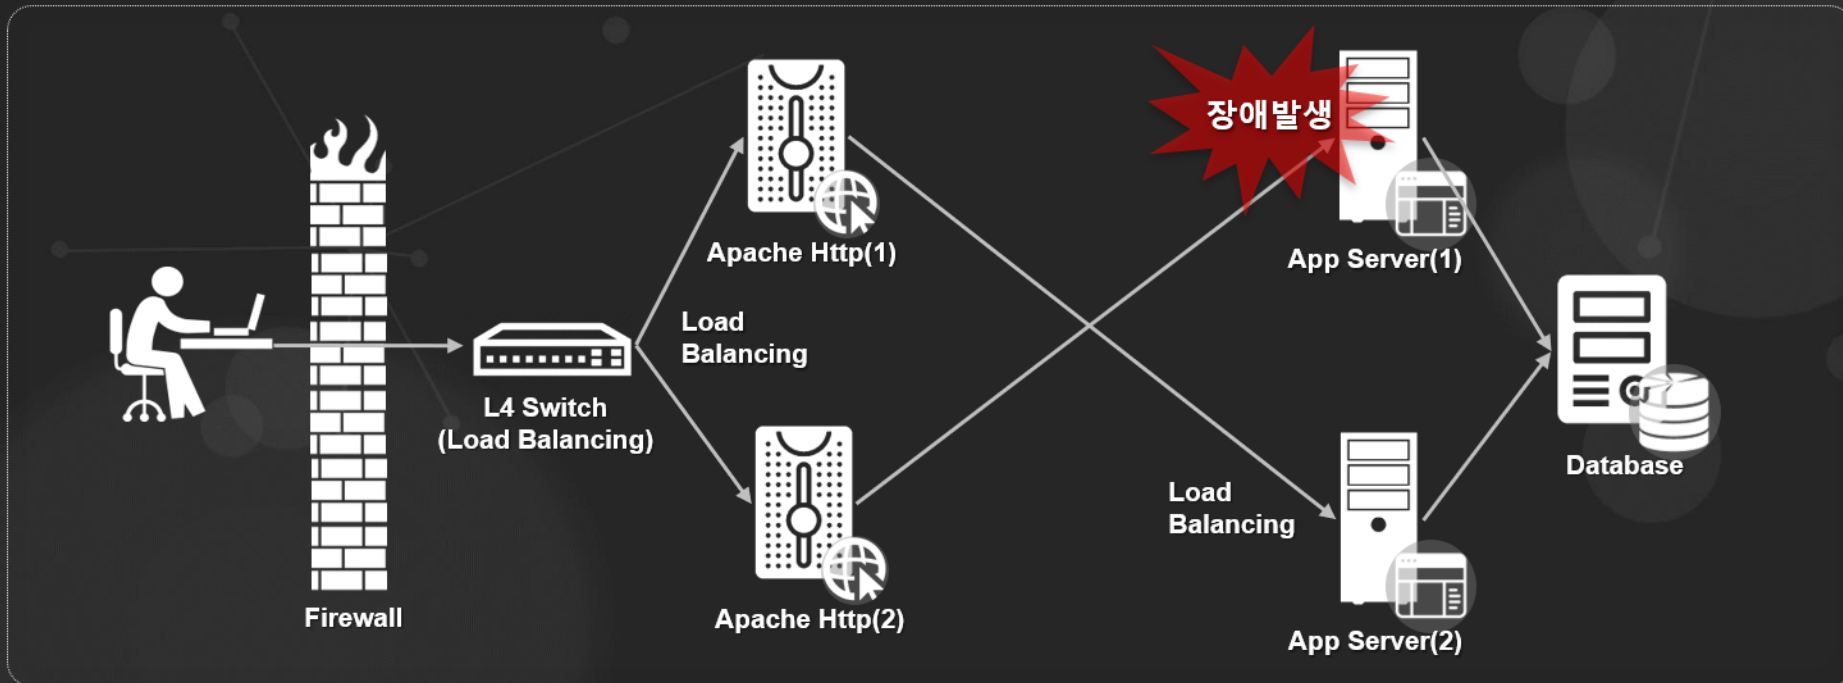 장애발생
Apache Http(1)
App Server(1)
Load
Balancing
L4 Switch
(Load Balancing)
Database
Load
Balancing
Firewall
Apache Http(2)
App Server(2)